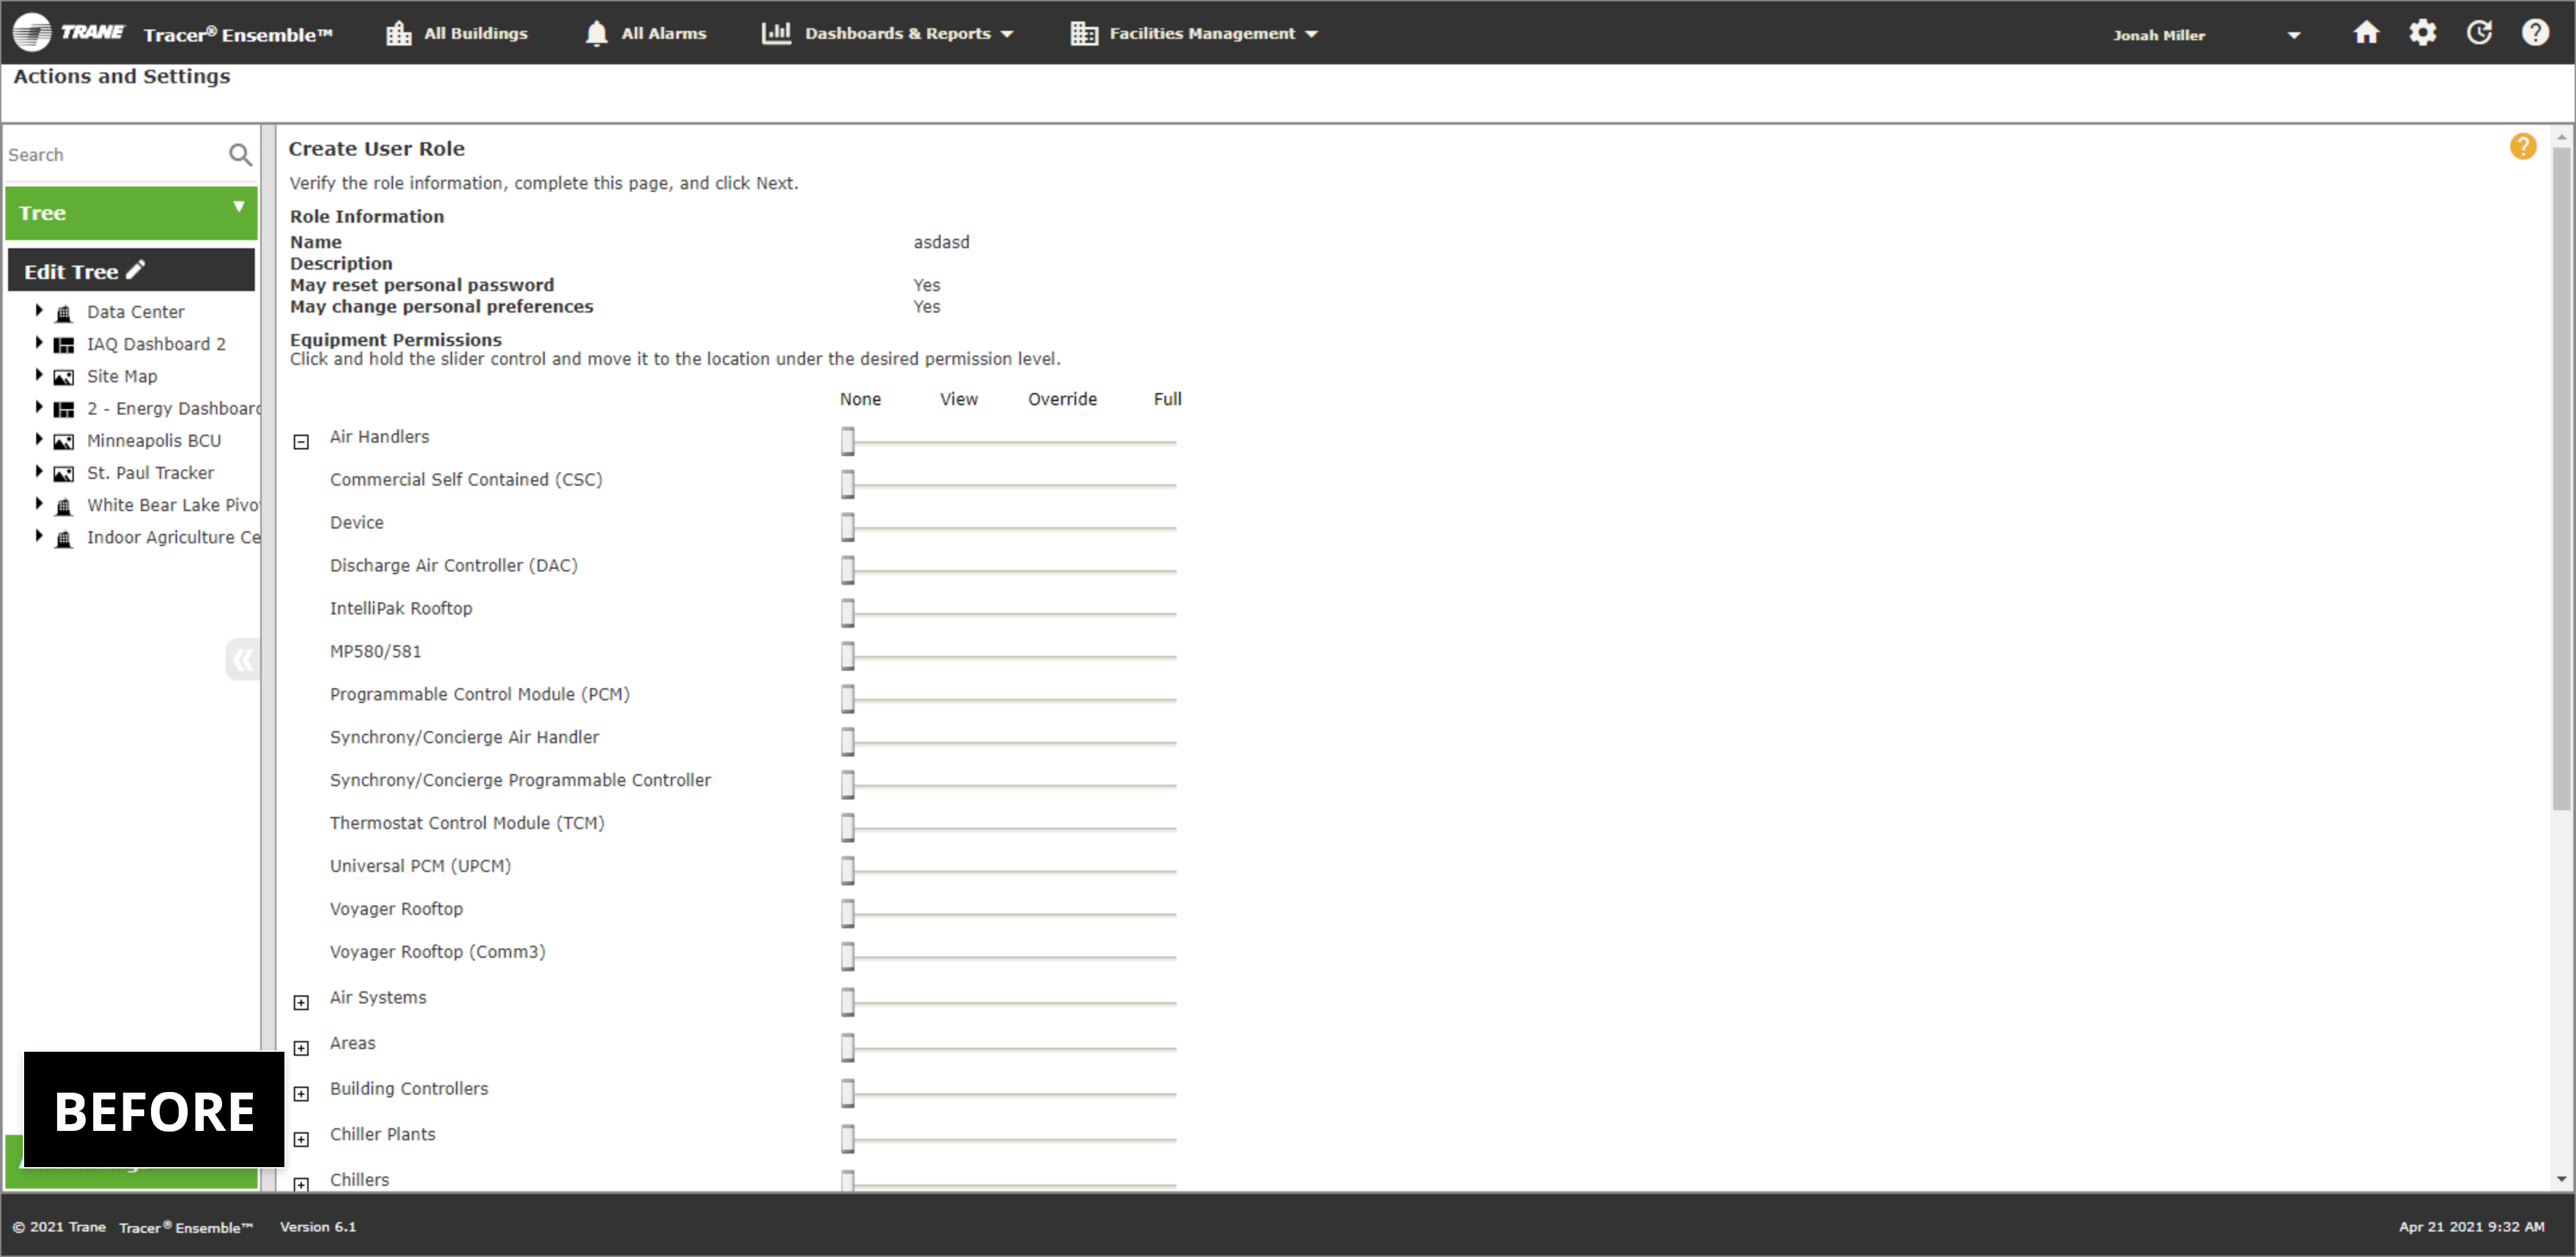 TRANE Tracer® Ensemble™ All Buildings All Alarms Dashboards & Reports Facilities Management Jonah Miller
Actions and Settings
Search
Tree
Edit Tree
Data Center
IAQ Dashboard 2
Site Map
2 - Energy Dashboard
Minneapolis BCU
St. Paul Tracker
White Bear Lake Pivo
Indoor Agriculture Ce
Create User Role
Verify the role information, complete this page, and click Next.
Role Information
Name asdasd
Description
May reset personal password Yes
May change personal preferences Yes
Equipment Permissions
Click and hold the slider control and move it to the location under the desired permission level.
None View Override Full
Air Handlers
Commercial Self Contained (CSC)
Device
Discharge Air Controller (DAC)
IntelliPak Rooftop
MP580/581
Programmable Control Module (PCM)
Synchrony/Concierge Air Handler
Synchrony/Concierge Programmable Controller
Thermostat Control Module (TCM)
Universal PCM (UPCM)
Voyager Rooftop
Voyager Rooftop (Comm3)
Air Systems
Areas
Building Controllers
Chiller Plants
Chillers
BEFORE
© 2021 Trane Tracer® Ensemble™ Version 6.1 Apr 21 2021 9:32 AM